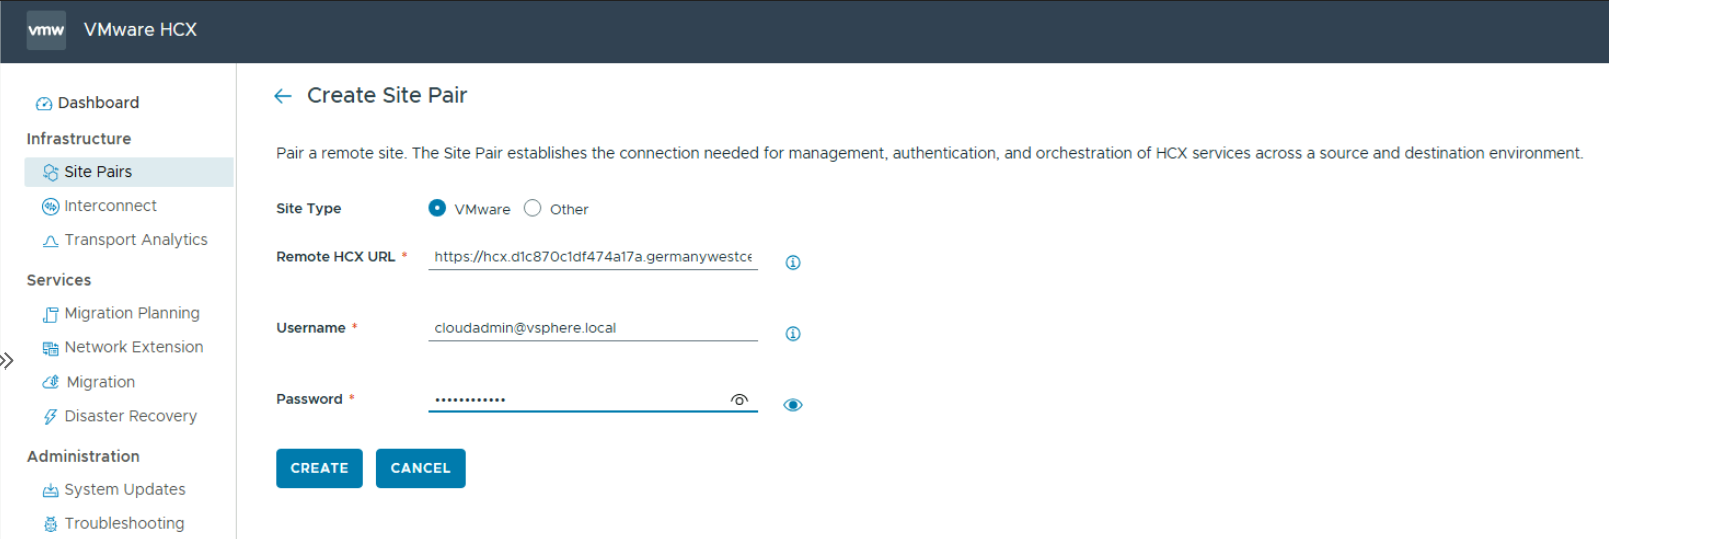 vmw VMware HCX
Dashboard
Infrastructure
Site Pairs
Interconnect
Transport Analytics
Services
Migration Planning
Network Extension
Migration
Disaster Recovery
Administration
System Updates
Troubleshooting
Create Site Pair
Pair a remote site. The Site Pair establishes the connection needed for management, authentication, and orchestration of HCX services across a source and destination environment.
Site Type VMware Other
Remote HCX URL * https://hcx.d1c870c1df474a17a.germanywestce
Username * cloudadmin@vsphere.local
Password * ••••••••••••
CREATE CANCEL